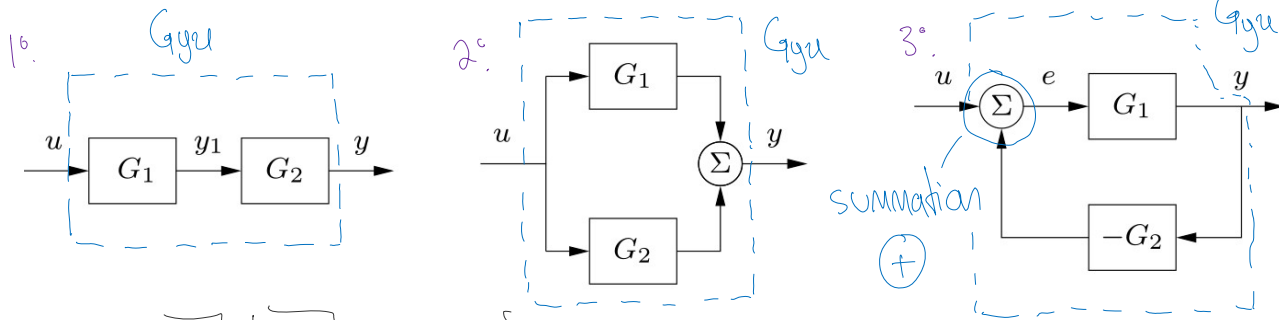 1°.
Gyu
u
G₁
y₁
G₂
y
2°.
Gyu
u
G₁
G₂
Σ
y
3°.
Gyu
u
Σ
e
G₁
y
−G₂
summation
+